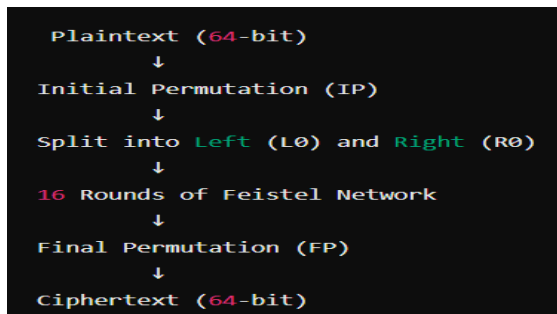 Plaintext (64-bit)
↓
Initial Permutation (IP)
↓
Split into Left (L0) and Right (R0)
↓
16 Rounds of Feistel Network
↓
Final Permutation (FP)
↓
Ciphertext (64-bit)